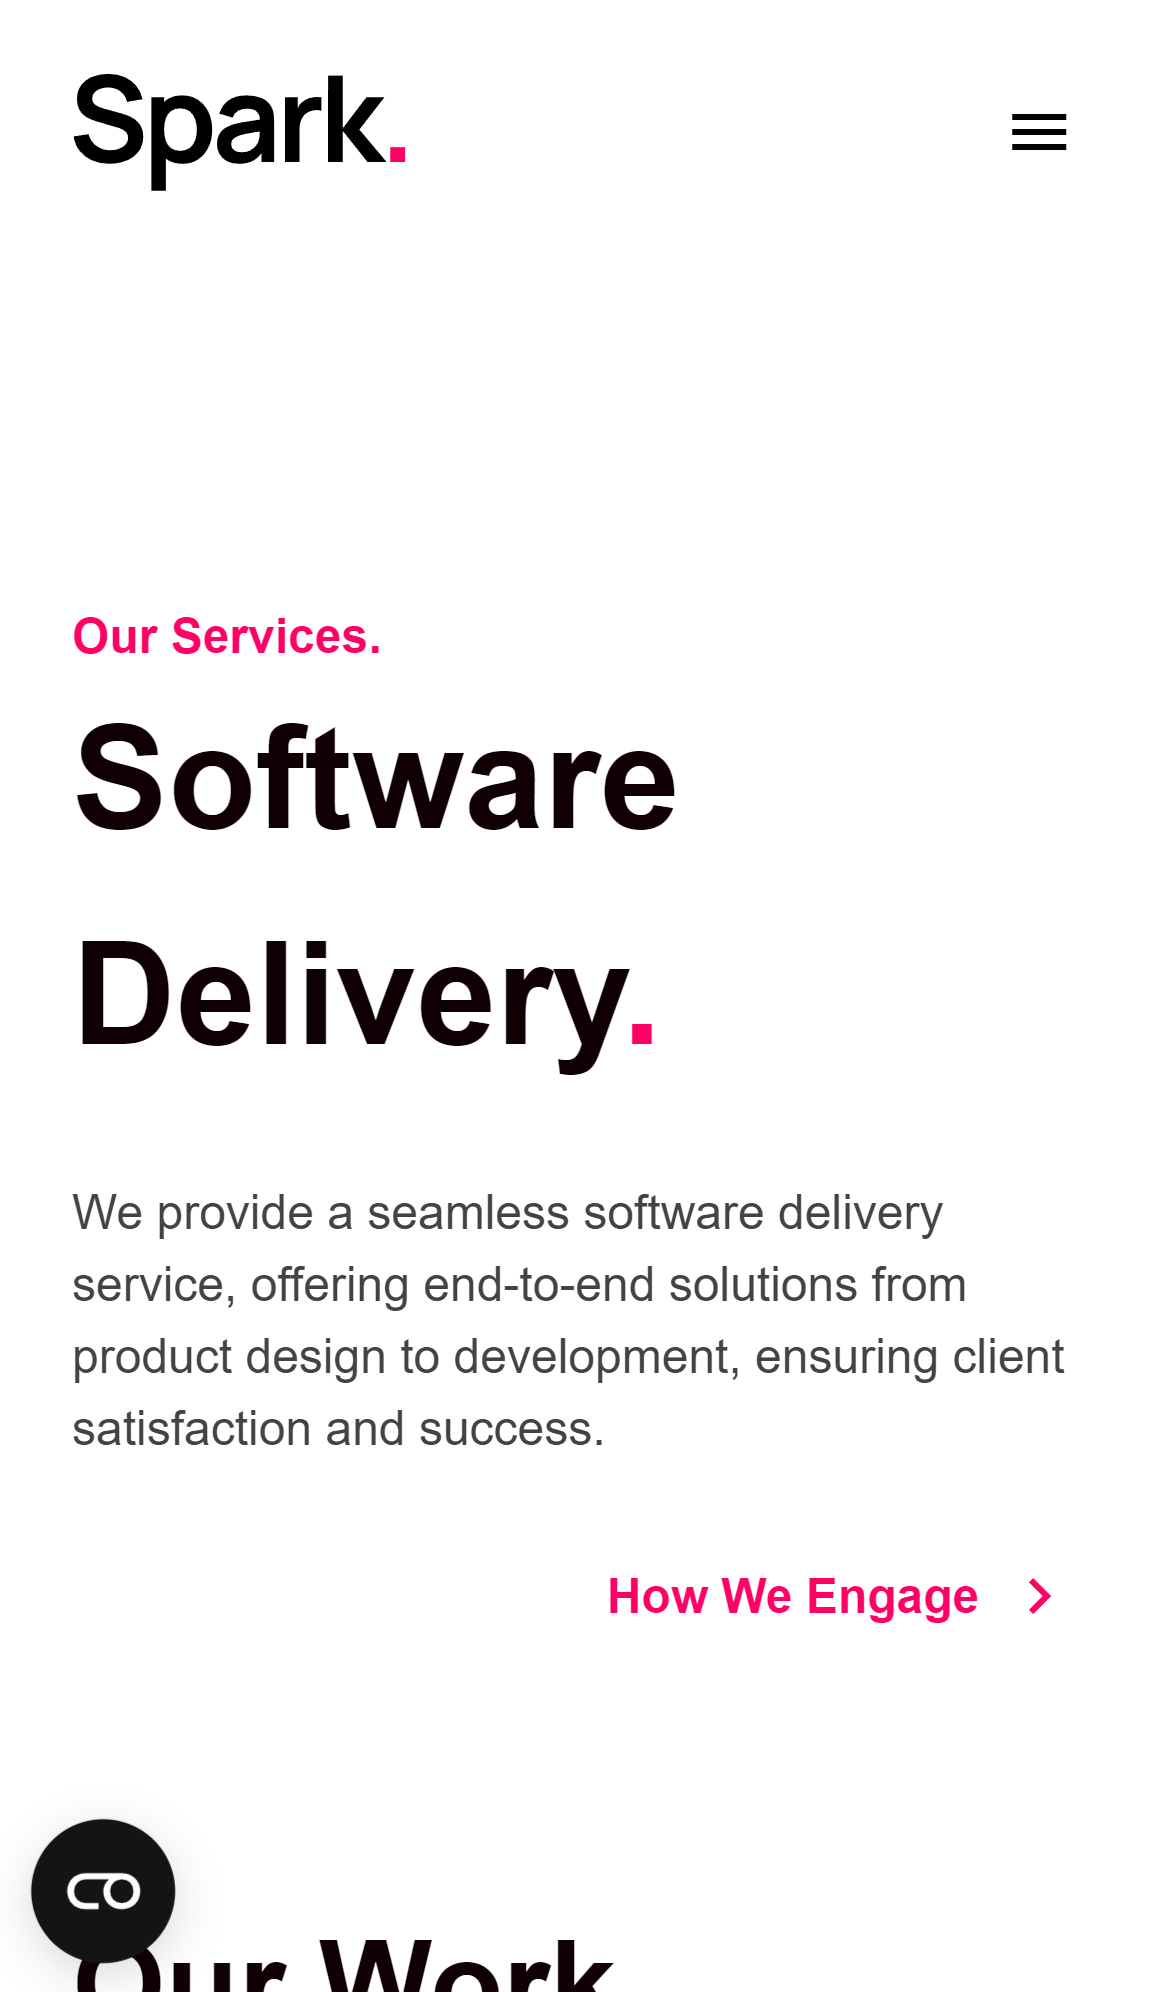 Spark.
Our Services.
Software
Delivery.
We provide a seamless software delivery
service, offering end-to-end solutions from
product design to development, ensuring client
satisfaction and success.
How We Engage
Our Work